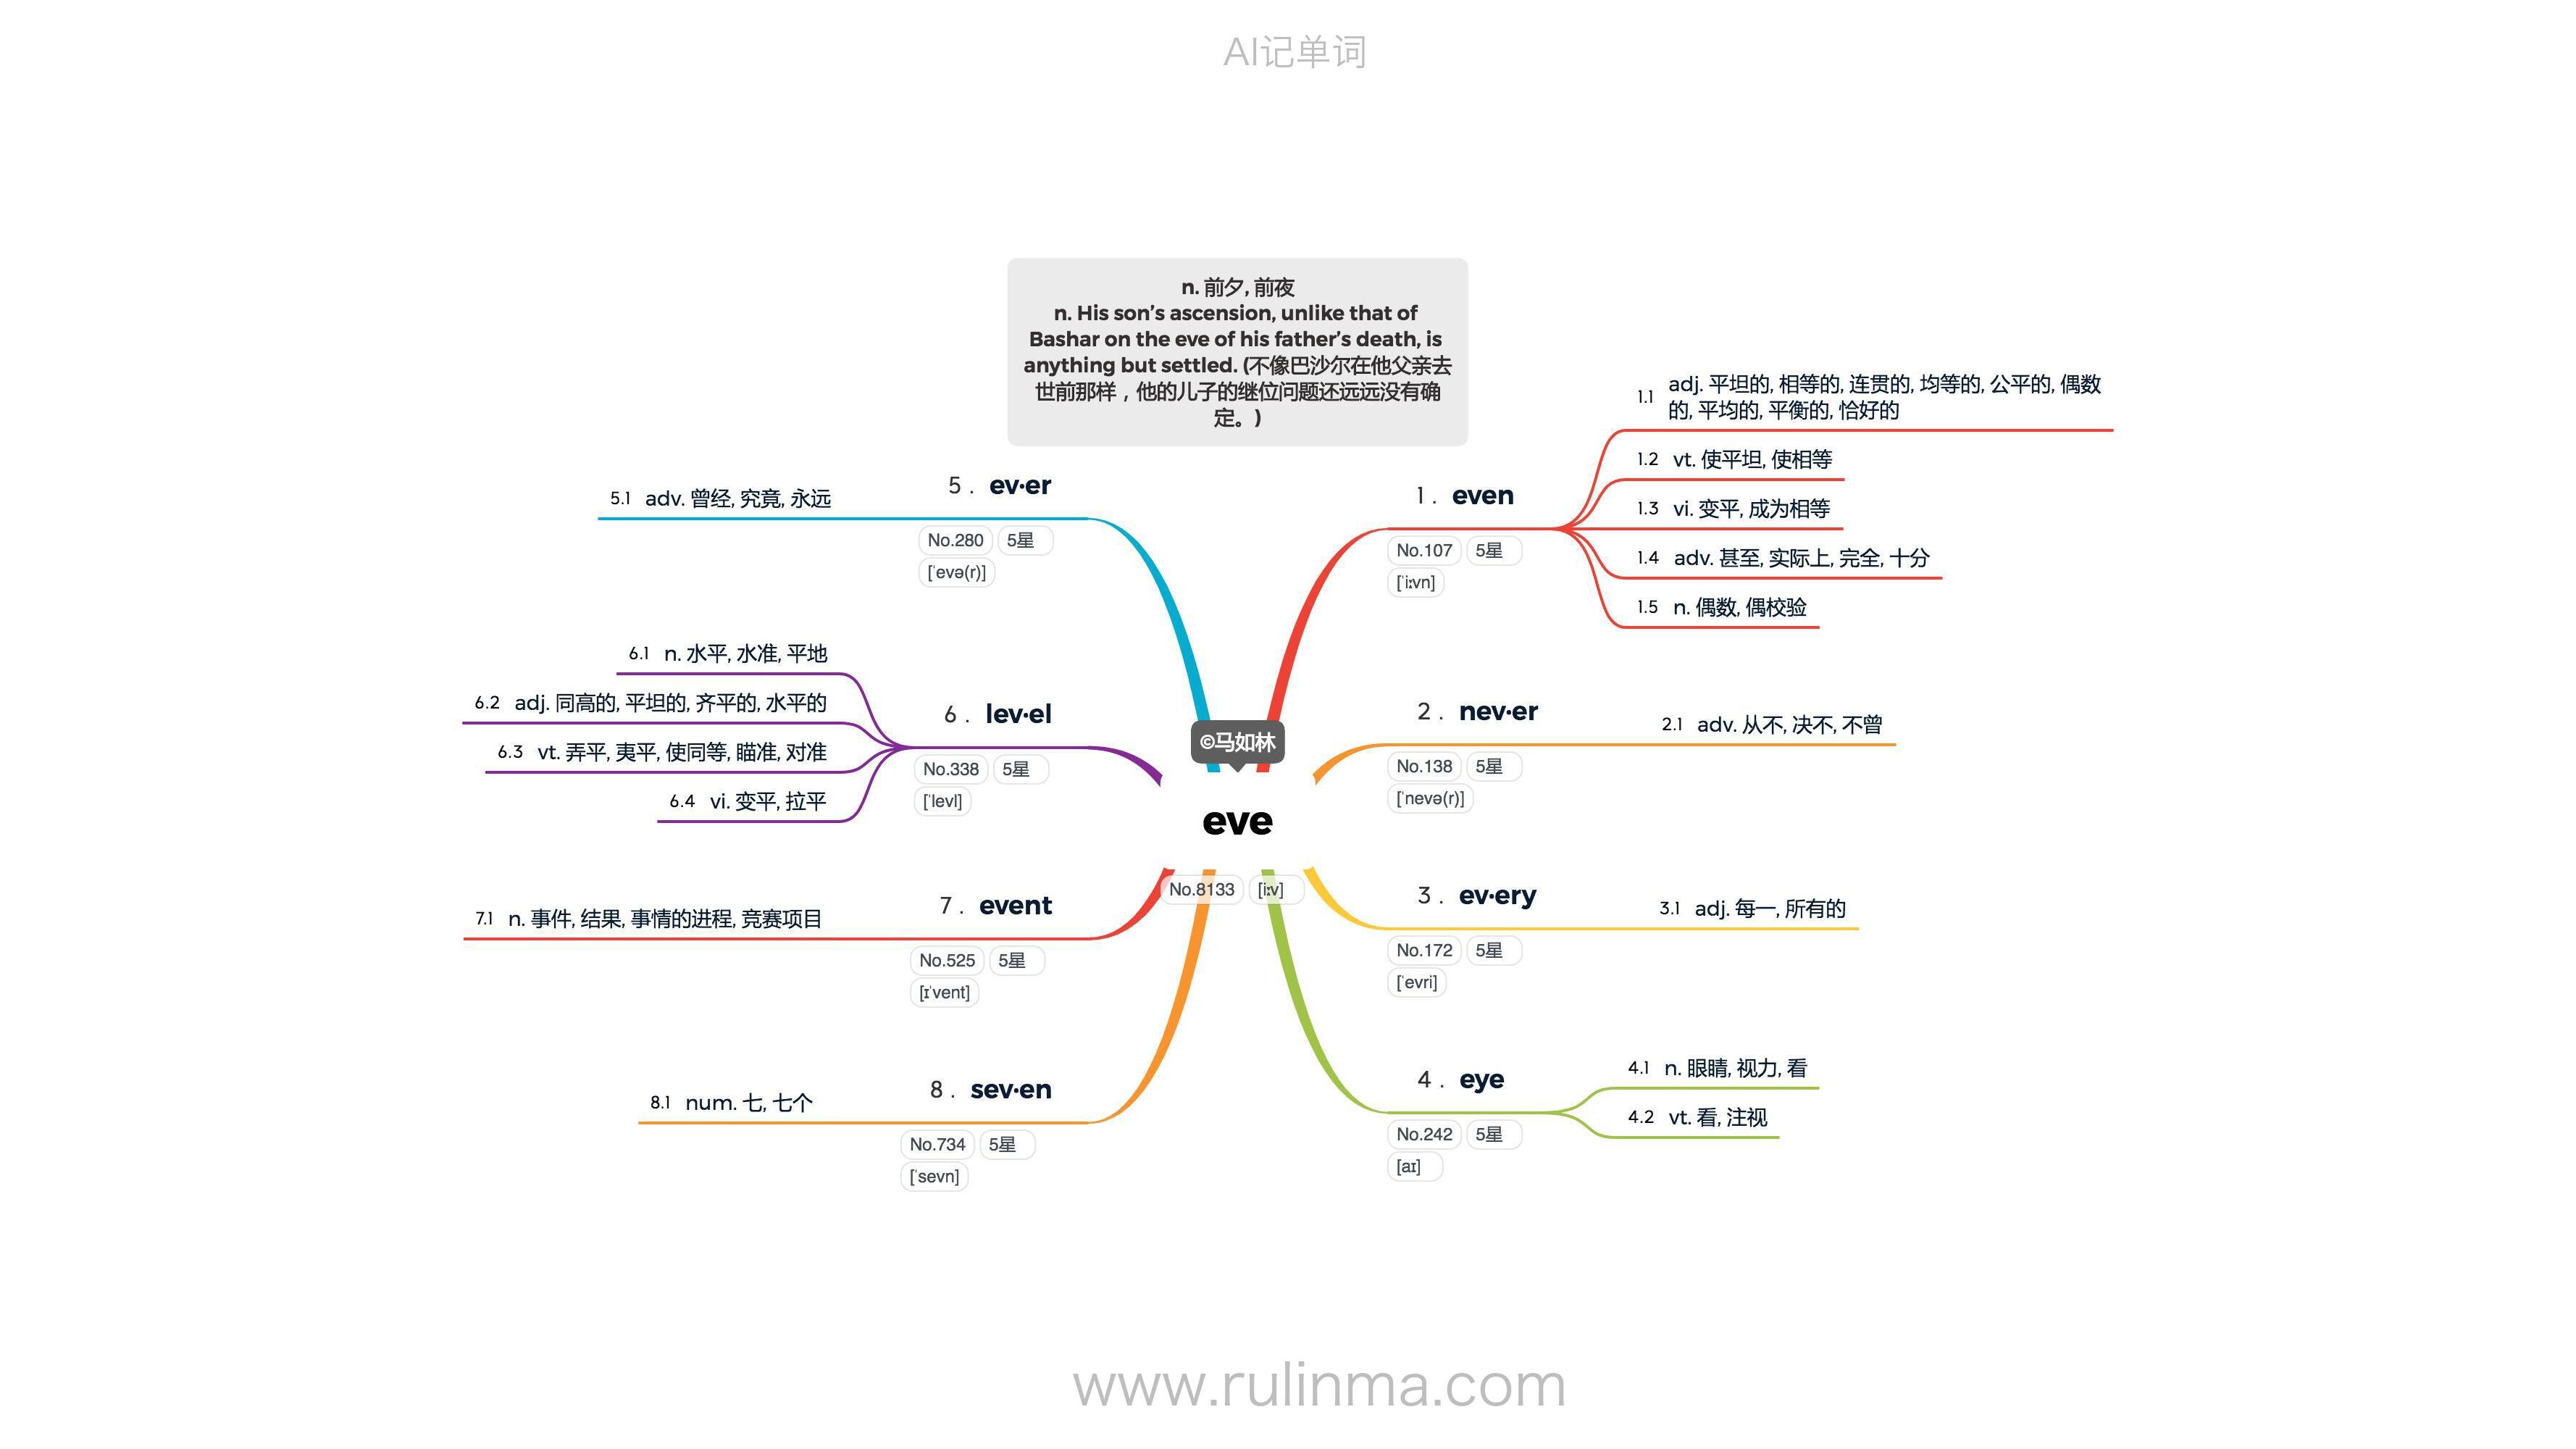 AI记单词
n. 前夕, 前夜
n. His son’s ascension, unlike that of
Bashar on the eve of his father’s death, is
anything but settled. (不像巴沙尔在他父亲去
世前那样，他的儿子的继位问题还远远没有确
定。)
©马如林
eve
No.8133 [iːv]
1 . even
No.107 5星
[ˈiːvn]
1.1 adj. 平坦的, 相等的, 连贯的, 均等的, 公平的, 偶数
的, 平均的, 平衡的, 恰好的
1.2 vt. 使平坦, 使相等
1.3 vi. 变平, 成为相等
1.4 adv. 甚至, 实际上, 完全, 十分
1.5 n. 偶数, 偶校验
2 . nev·er
No.138 5星
[ˈnevə(r)]
2.1 adv. 从不, 决不, 不曾
3 . ev·ery
No.172 5星
[ˈevri]
3.1 adj. 每一, 所有的
4 . eye
No.242 5星
[aɪ]
4.1 n. 眼睛, 视力, 看
4.2 vt. 看, 注视
5 . ev·er
No.280 5星
[ˈevə(r)]
5.1 adv. 曾经, 究竟, 永远
6 . lev·el
No.338 5星
[ˈlevl]
6.1 n. 水平, 水准, 平地
6.2 adj. 同高的, 平坦的, 齐平的, 水平的
6.3 vt. 弄平, 夷平, 使同等, 瞄准, 对准
6.4 vi. 变平, 拉平
7 . event
No.525 5星
[ɪˈvent]
7.1 n. 事件, 结果, 事情的进程, 竞赛项目
8 . sev·en
No.734 5星
[ˈsevn]
8.1 num. 七, 七个
www.rulinma.com